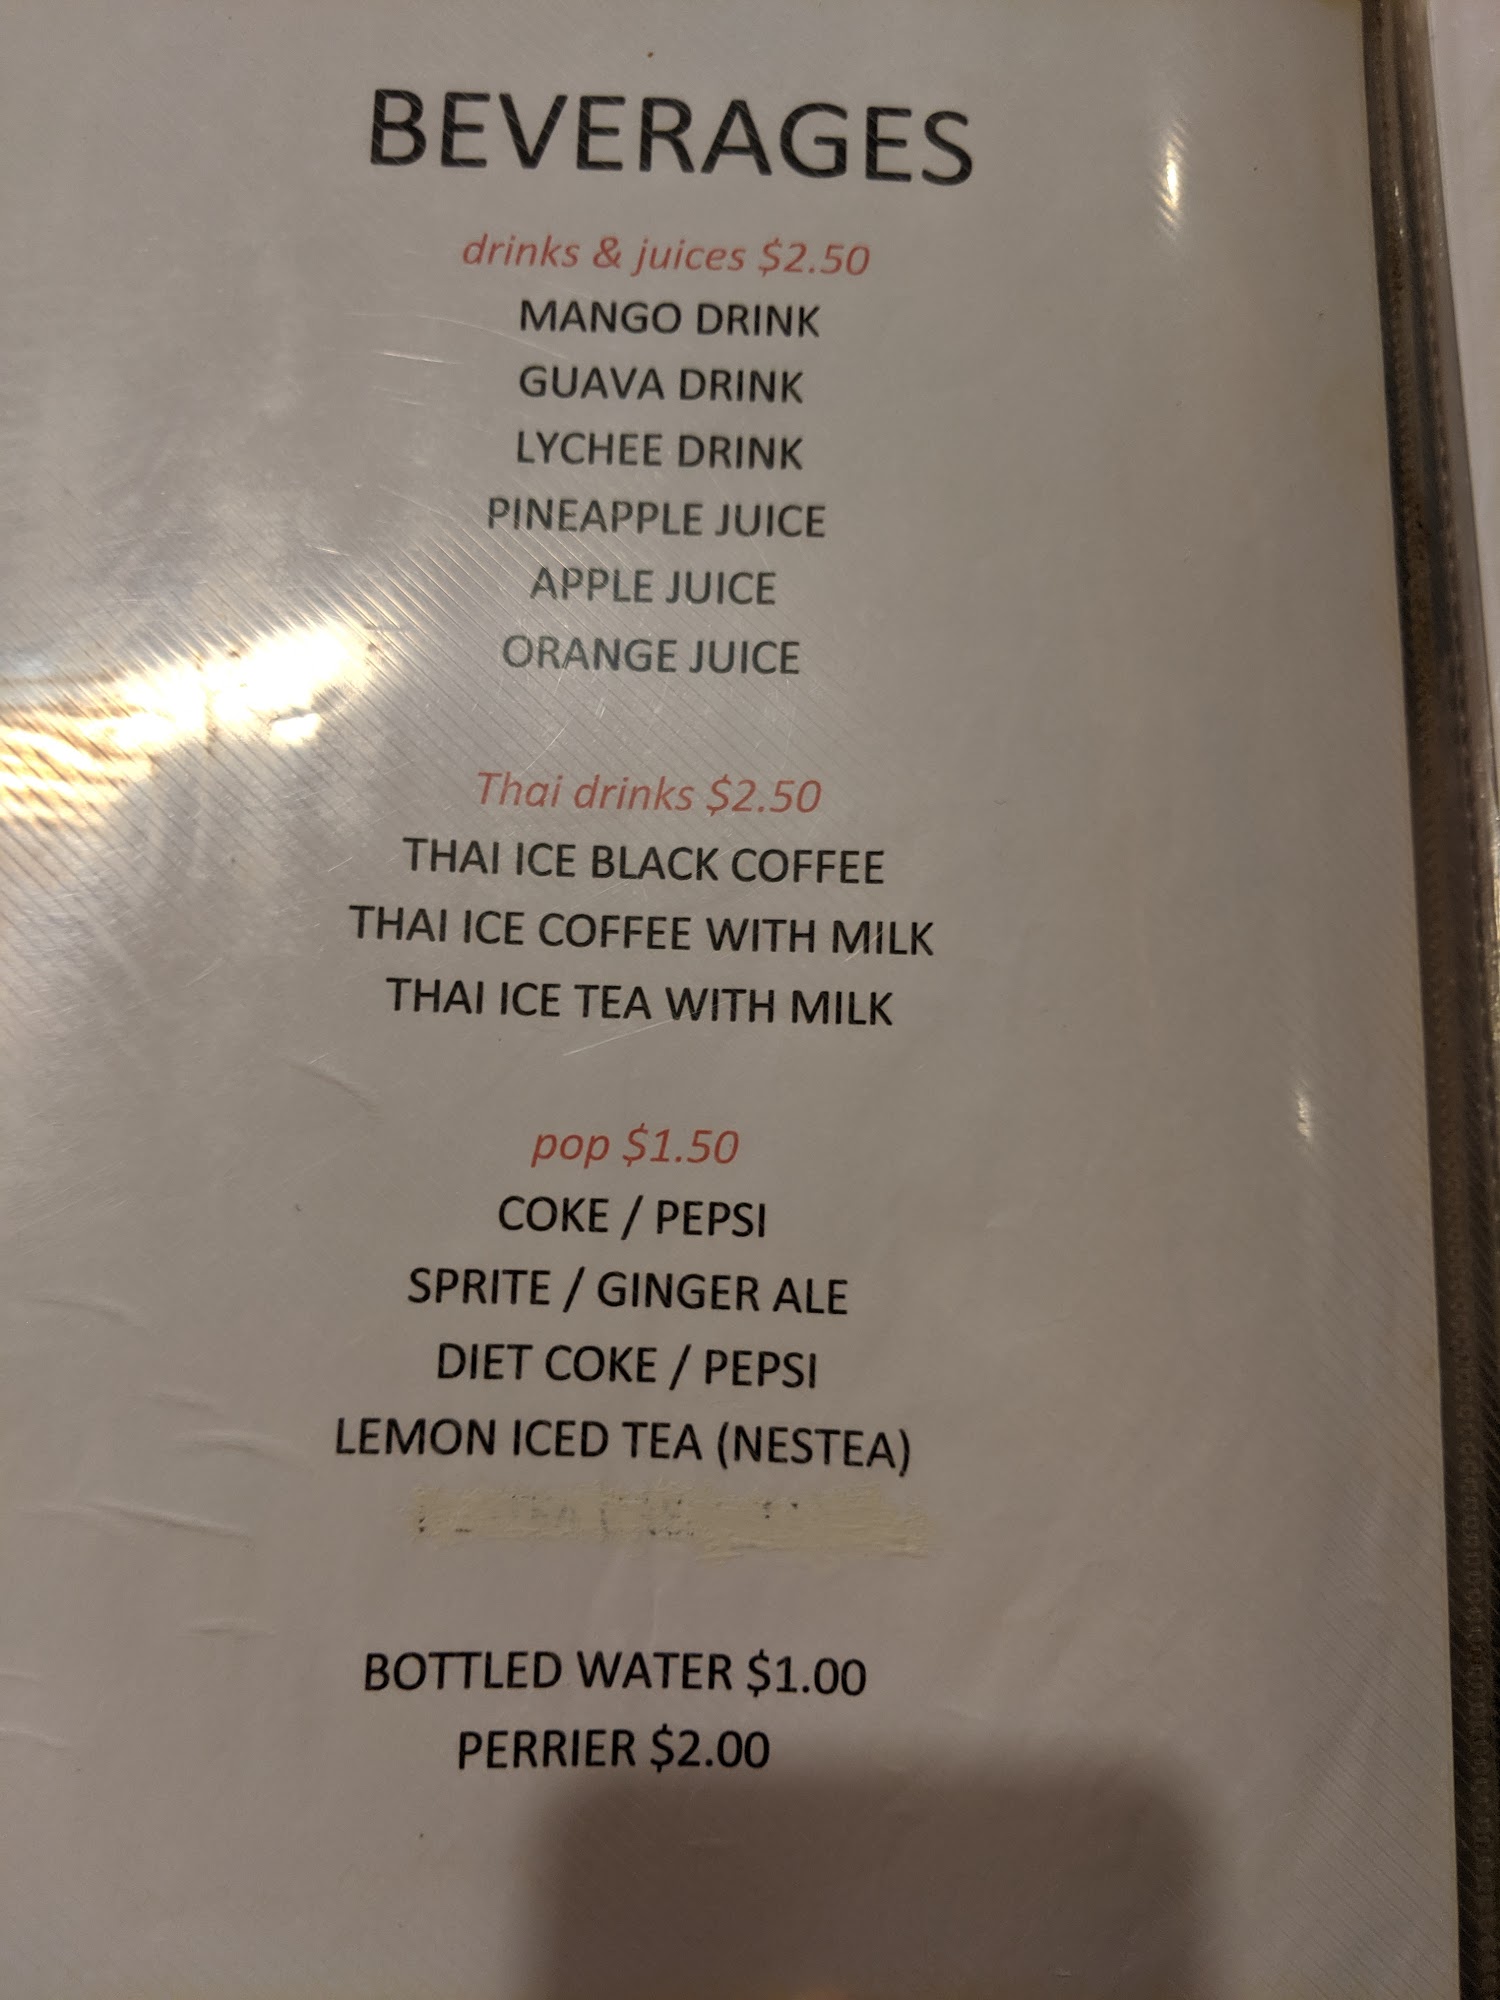 BEVERAGES
drinks & juices $2.50
MANGO DRINK
GUAVA DRINK
LYCHEE DRINK
PINEAPPLE JUICE
APPLE JUICE
ORANGE JUICE
Thai drinks $2.50
THAI ICE BLACK COFFEE
THAI ICE COFFEE WITH MILK
THAI ICE TEA WITH MILK
pop $1.50
COKE / PEPSI
SPRITE / GINGER ALE
DIET COKE / PEPSI
LEMON ICED TEA (NESTEA)
BOTTLED WATER $1.00
PERRIER $2.00